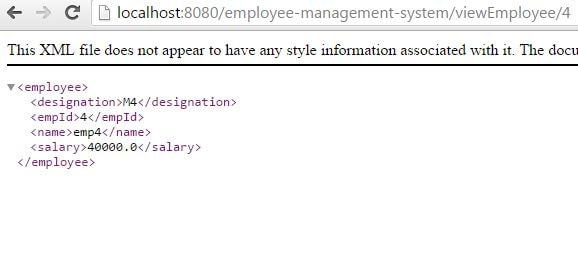 localhost:8080/employee-management-system/viewEmployee/4
This XML file does not appear to have any style information associated with it. The docu
<employee>
<designation>M4</designation>
<empId>4</empId>
<name>emp4</name>
<salary>40000.0</salary>
</employee>